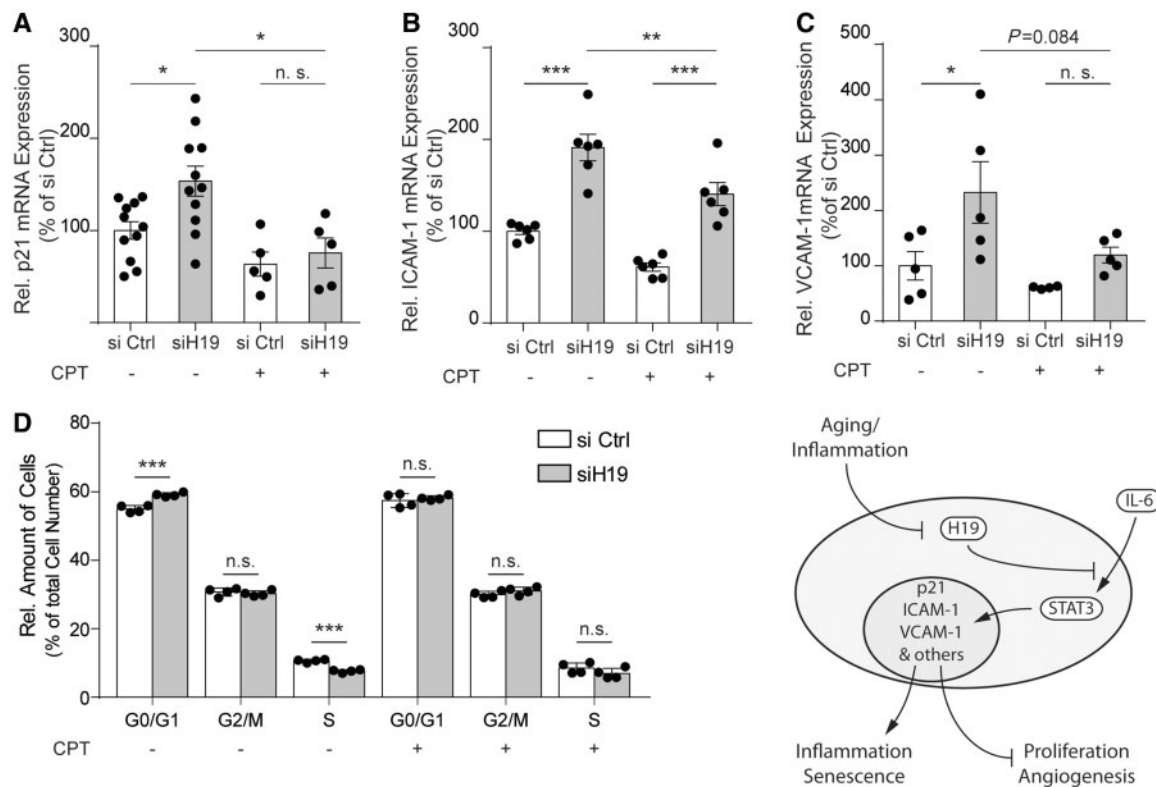 A
Rel. p21 mRNA Expression
(% of si Ctrl)
300
200
100
*
*
n. s.
si Ctrl siH19 si Ctrl siH19
CPT - - + +
B
Rel. ICAM-1 mRNA Expression
(% of si Ctrl)
300
200
100
0
**
***
***
si Ctrl siH19 si Ctrl siH19
CPT - - + +
C
Rel. VCAM-1mRNA Expression
(%of si Ctrl)
500
400
300
200
100
0
P=0.084
*
n. s.
si Ctrl siH19 si Ctrl siH19
CPT - - + +
D
Rel. Amount of Cells
(% of total Cell Number)
80
60
40
20
0
si Ctrl
siH19
***
n.s.
***
n.s.
n.s.
n.s.
G0/G1 G2/M S G0/G1 G2/M S
CPT - - - + + +
Aging/
Inflammation
IL-6
H19
STAT3
p21
ICAM-1
VCAM-1
& others
Inflammation
Senescence
Proliferation
Angiogenesis